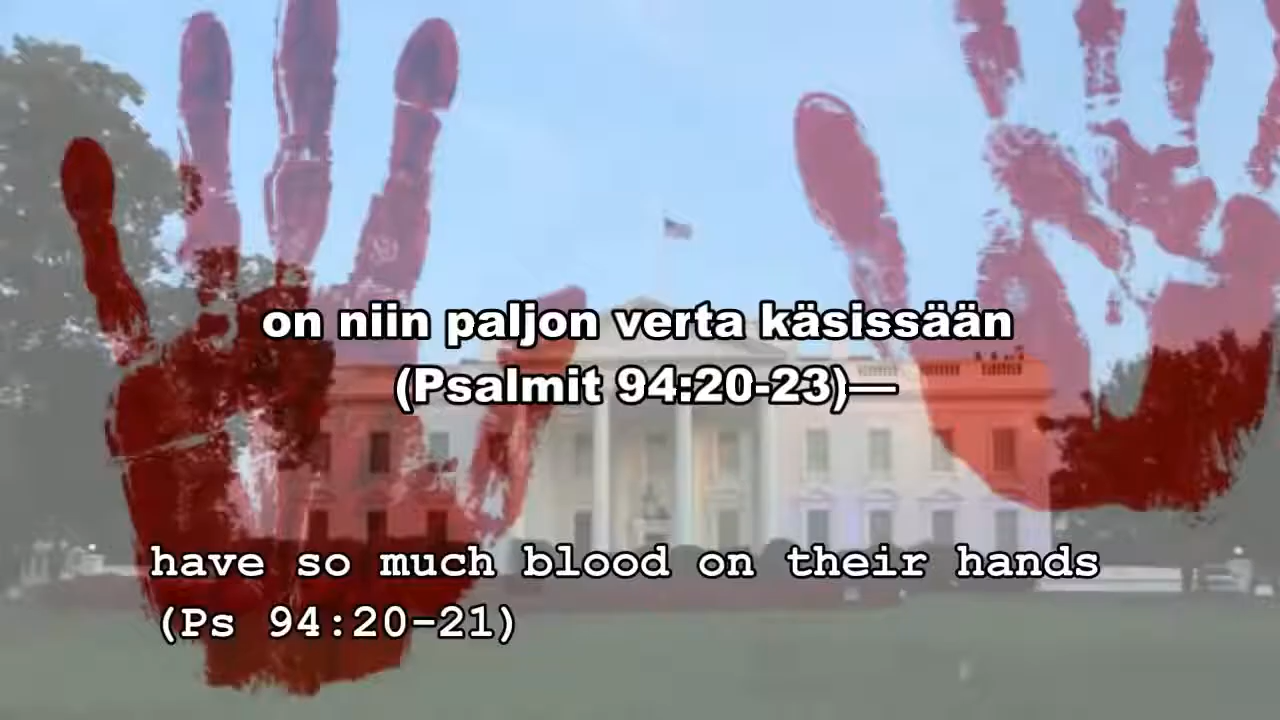 on niin paljon verta käsissään
(Psalmit 94:20-23)—
have so much blood on their hands
(Ps 94:20-21)